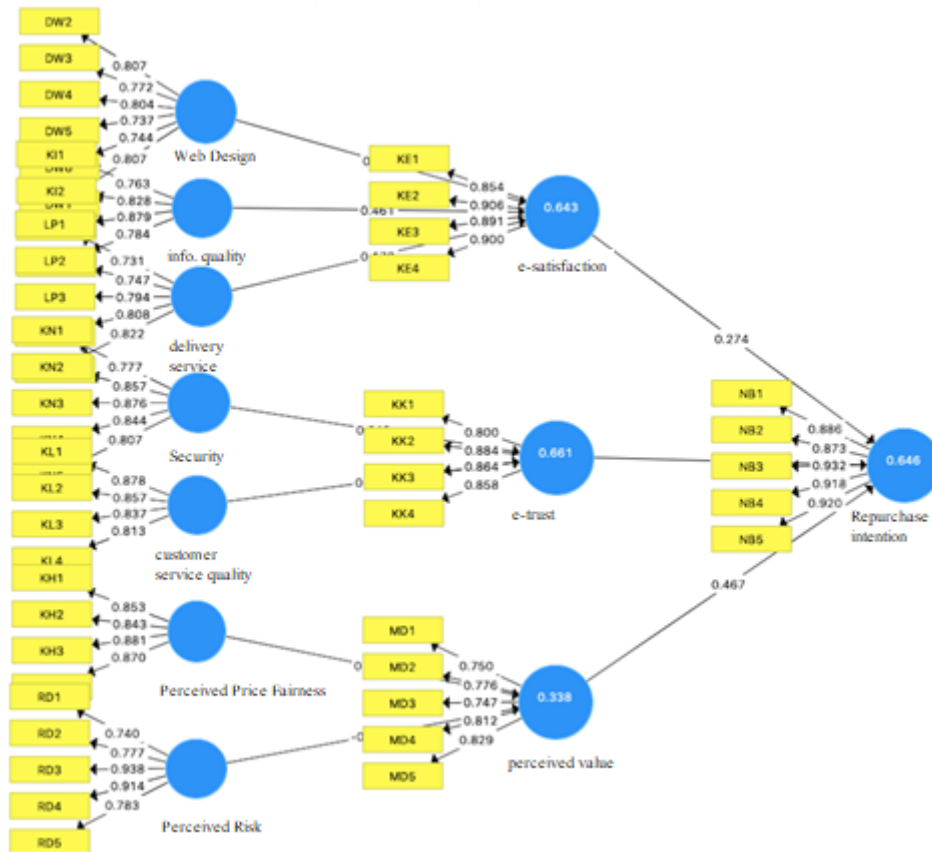 DW2
DW3
DW4
DW5
KI1
KI2
LP1
LP2
LP3
KN1
KN2
KN3
KL1
KL2
KL3
KL4
KH1
KH2
KH3
RD1
RD2
RD3
RD4
RD5
0.807
0.772
0.804
0.737
0.744
0.807
0.763
0.828
0.879
0.784
0.731
0.747
0.794
0.808
0.822
0.777
0.857
0.876
0.844
0.807
0.878
0.857
0.837
0.813
0.853
0.843
0.881
0.870
0.740
0.777
0.938
0.914
0.783
Web Design
info. quality
delivery
service
Security
customer
service quality
Perceived Price Fairness
Perceived Risk
0.461
KE1
KE2
KE3
KE4
0.854
0.906
0.891
0.900
0.643
e-satisfaction
KK1
KK2
KK3
KK4
0.800
0.884
0.864
0.858
0.661
e-trust
MD1
MD2
MD3
MD4
MD5
0.750
0.776
0.747
0.812
0.829
0.338
perceived value
0.274
0.467
NB1
NB2
NB3
NB4
NB5
0.886
0.873
0.932
0.918
0.920
0.646
Repurchase
intention